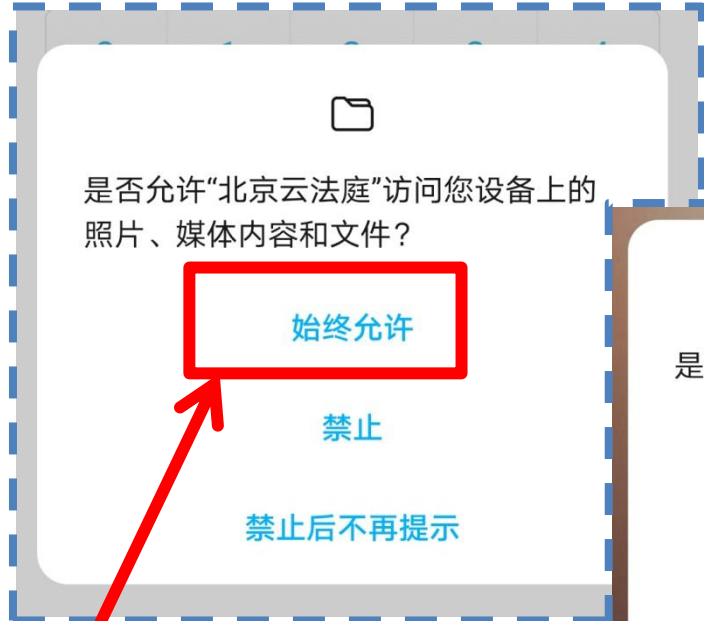 是否允许“北京云法庭”访问您设备上的
照片、媒体内容和文件？
始终允许
禁止
禁止后不再提示
是